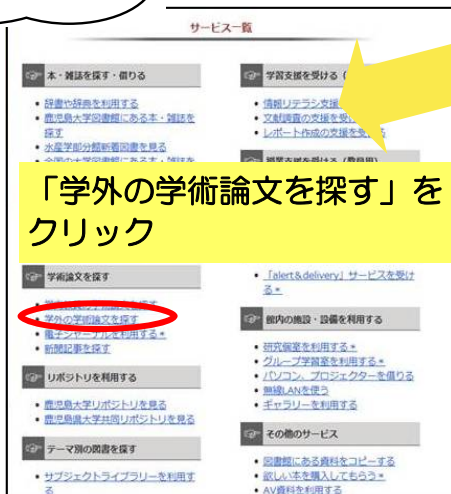 サービス一覧
本・雑誌を探す・借りる
辞書や辞典を利用する
鹿児島大学図書館にある本・雑誌を
探す
水産学部分館新着図書を見る
「学外の学術論文を探す」を
クリック
学術論文を探す
学外の学術論文を探す
電子ジャーナルを利用する*
新聞記事を探す
リポジトリを利用する
鹿児島大学リポジトリを見る
鹿児島県大学共同リポジトリを見る
テーマ別の図書を探す
サブジェクトライブラリーを利用す
る
学習支援を受ける
情報リテラシ支援
文献調査の支援を受
レポート作成の支援を受
「alert&delivery」サービスを受け
る*
館内の施設・設備を利用する
研究個室を利用する*
グループ学習室を利用する*
パソコン、プロジェクターを借りる
無線LANを使う
ギャラリーを利用する
その他のサービス
図書館にある資料をコピーする
欲しい本を購入してもらう*
AV資料を利用する